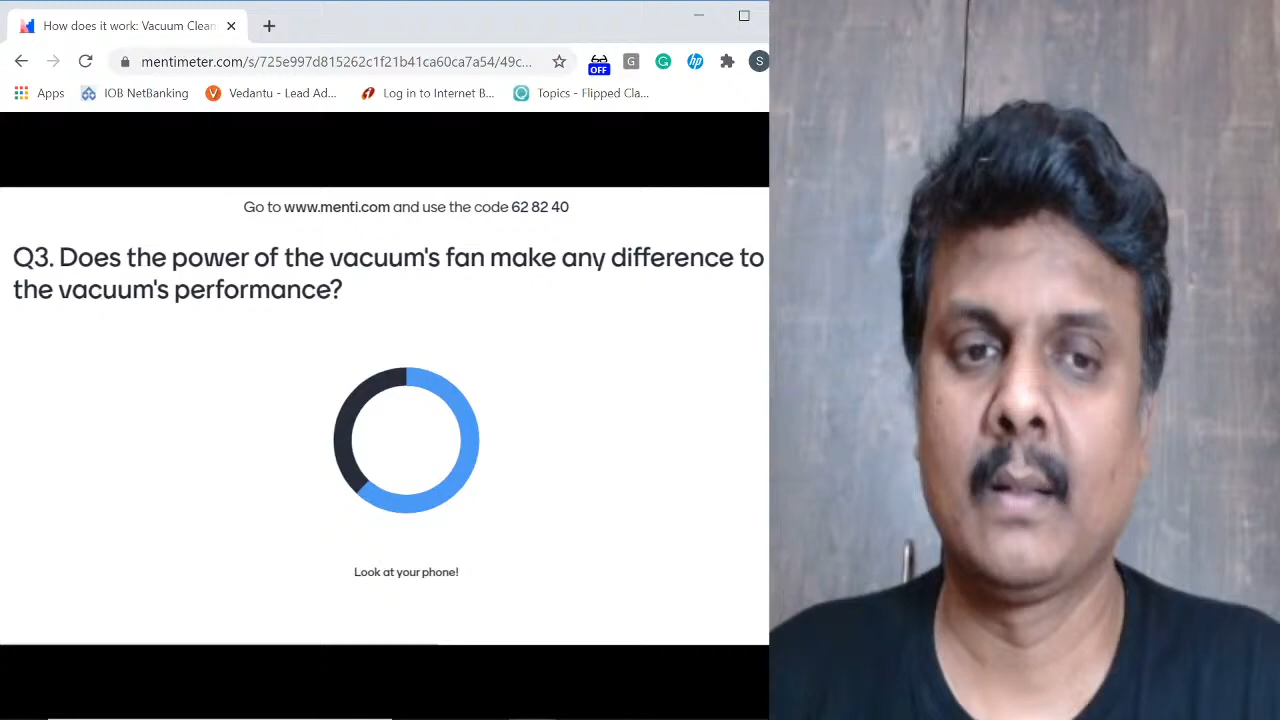 How does it work: Vacuum Clean
mentimeter.com/s/725e997d815262c1f21b41ca60ca7a54/49c...
OFF
G
S
Apps
IOB NetBanking
Vedantu - Lead Ad...
Log in to Internet B...
Topics - Flipped Cla...
Go to www.menti.com and use the code 62 82 40
Q3. Does the power of the vacuum's fan make any difference to
the vacuum's performance?
Look at your phone!